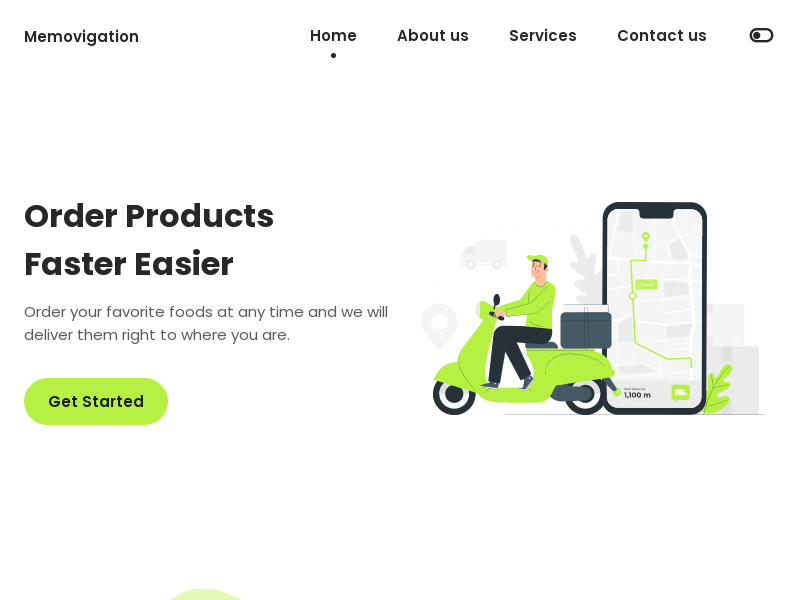 Memovigation
Home
About us
Services
Contact us
Order Products
Faster Easier
Order your favorite foods at any time and we will
deliver them right to where you are.
Get Started
1,100 m